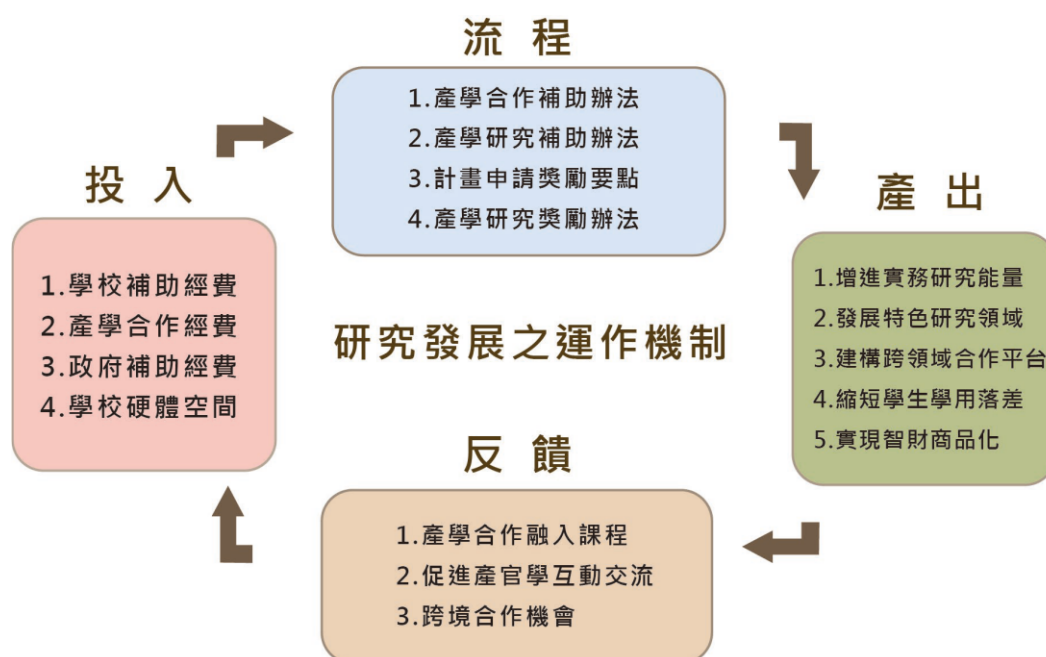 流程
1.產學合作補助辦法
2.產學研究補助辦法
3.計畫申請獎勵要點
4.產學研究獎勵辦法
投入
1.學校補助經費
2.產學合作經費
3.政府補助經費
4.學校硬體空間
研究發展之運作機制
產出
1.增進實務研究能量
2.發展特色研究領域
3.建構跨領域合作平台
4.縮短學生學用落差
5.實現智財商品化
反饋
1.產學合作融入課程
2.促進產官學互動交流
3.跨境合作機會